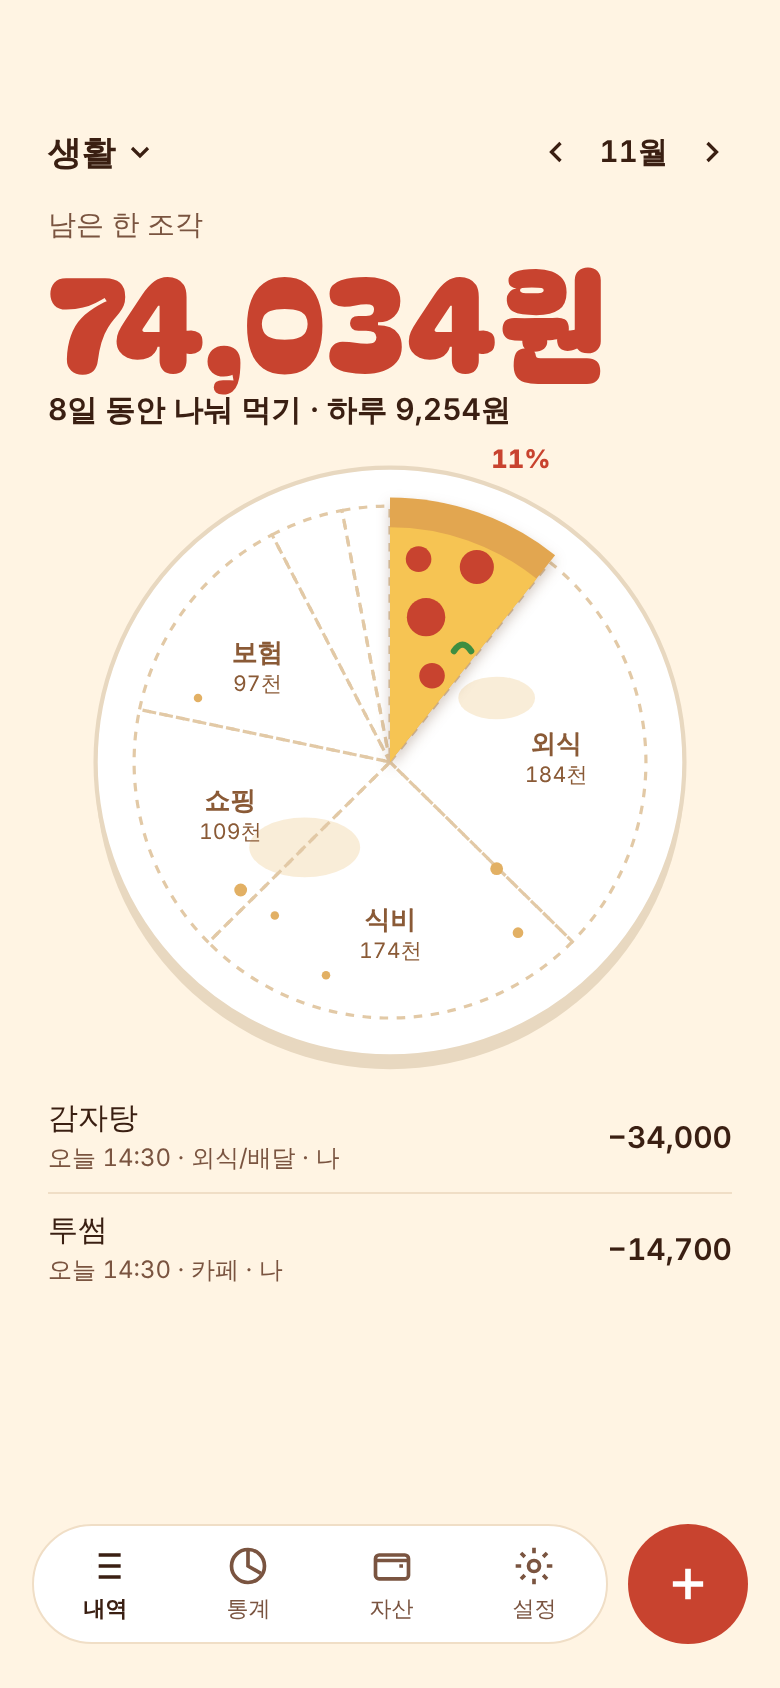 생활
11월
남은 한 조각
74,034원
8일 동안 나눠 먹기 · 하루 9,254원
11%
보험
97천
외식
184천
쇼핑
109천
식비
174천
감자탕
오늘 14:30 · 외식/배달 · 나
−34,000
투썸
오늘 14:30 · 카페 · 나
−14,700
내역
통계
자산
설정